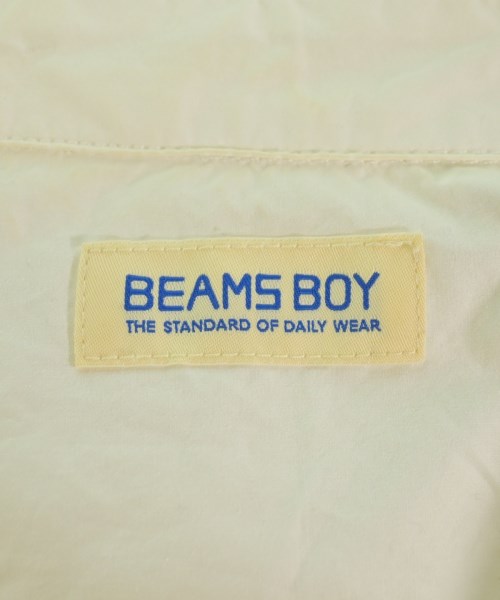 BEAMS BOY
THE STANDARD OF DAILY WEAR